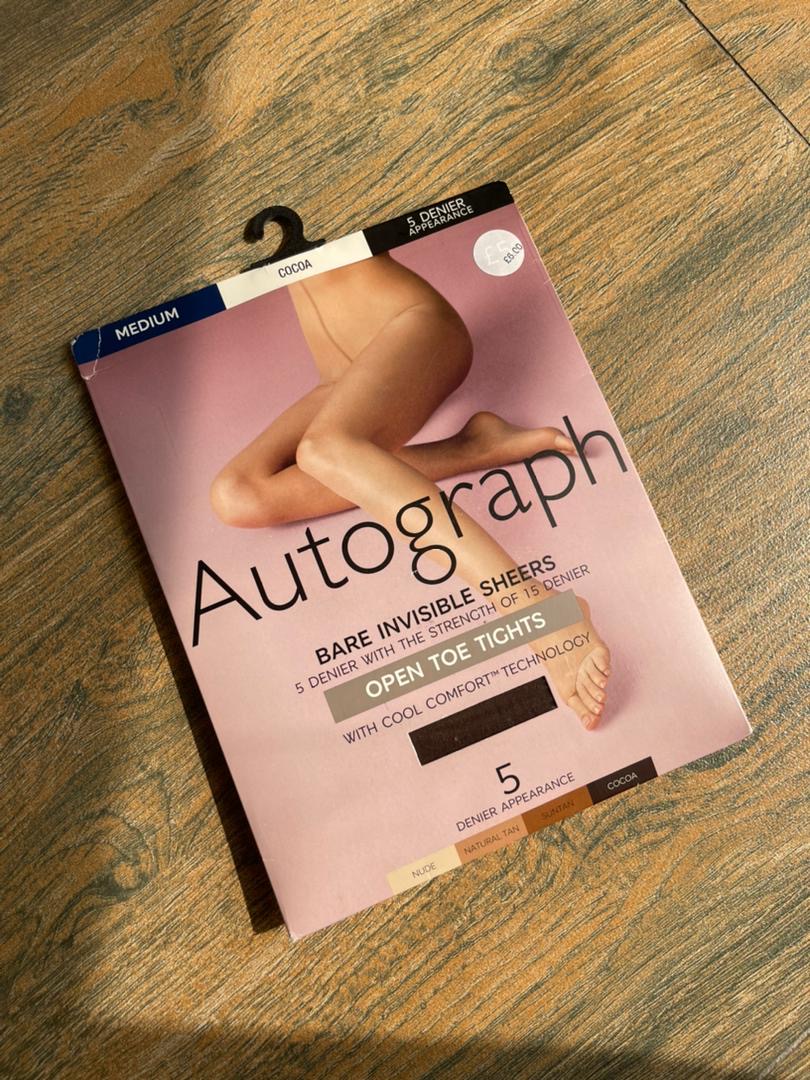 MEDIUM
COCOA
5 DENIER
APPEARANCE
£5
£6.00
Autograph
BARE INVISIBLE SHEERS
5 DENIER WITH THE STRENGTH OF 15 DENIER
OPEN TOE TIGHTS
WITH COOL COMFORT™ TECHNOLOGY
5
DENIER APPEARANCE
NUDE
NATURAL TAN
SUNTAN
COCOA